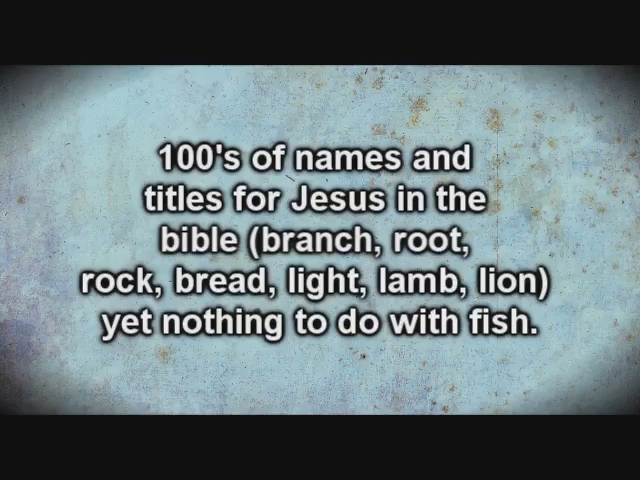 100's of names and
titles for Jesus in the
bible (branch, root,
rock, bread, light, lamb, lion)
yet nothing to do with fish.